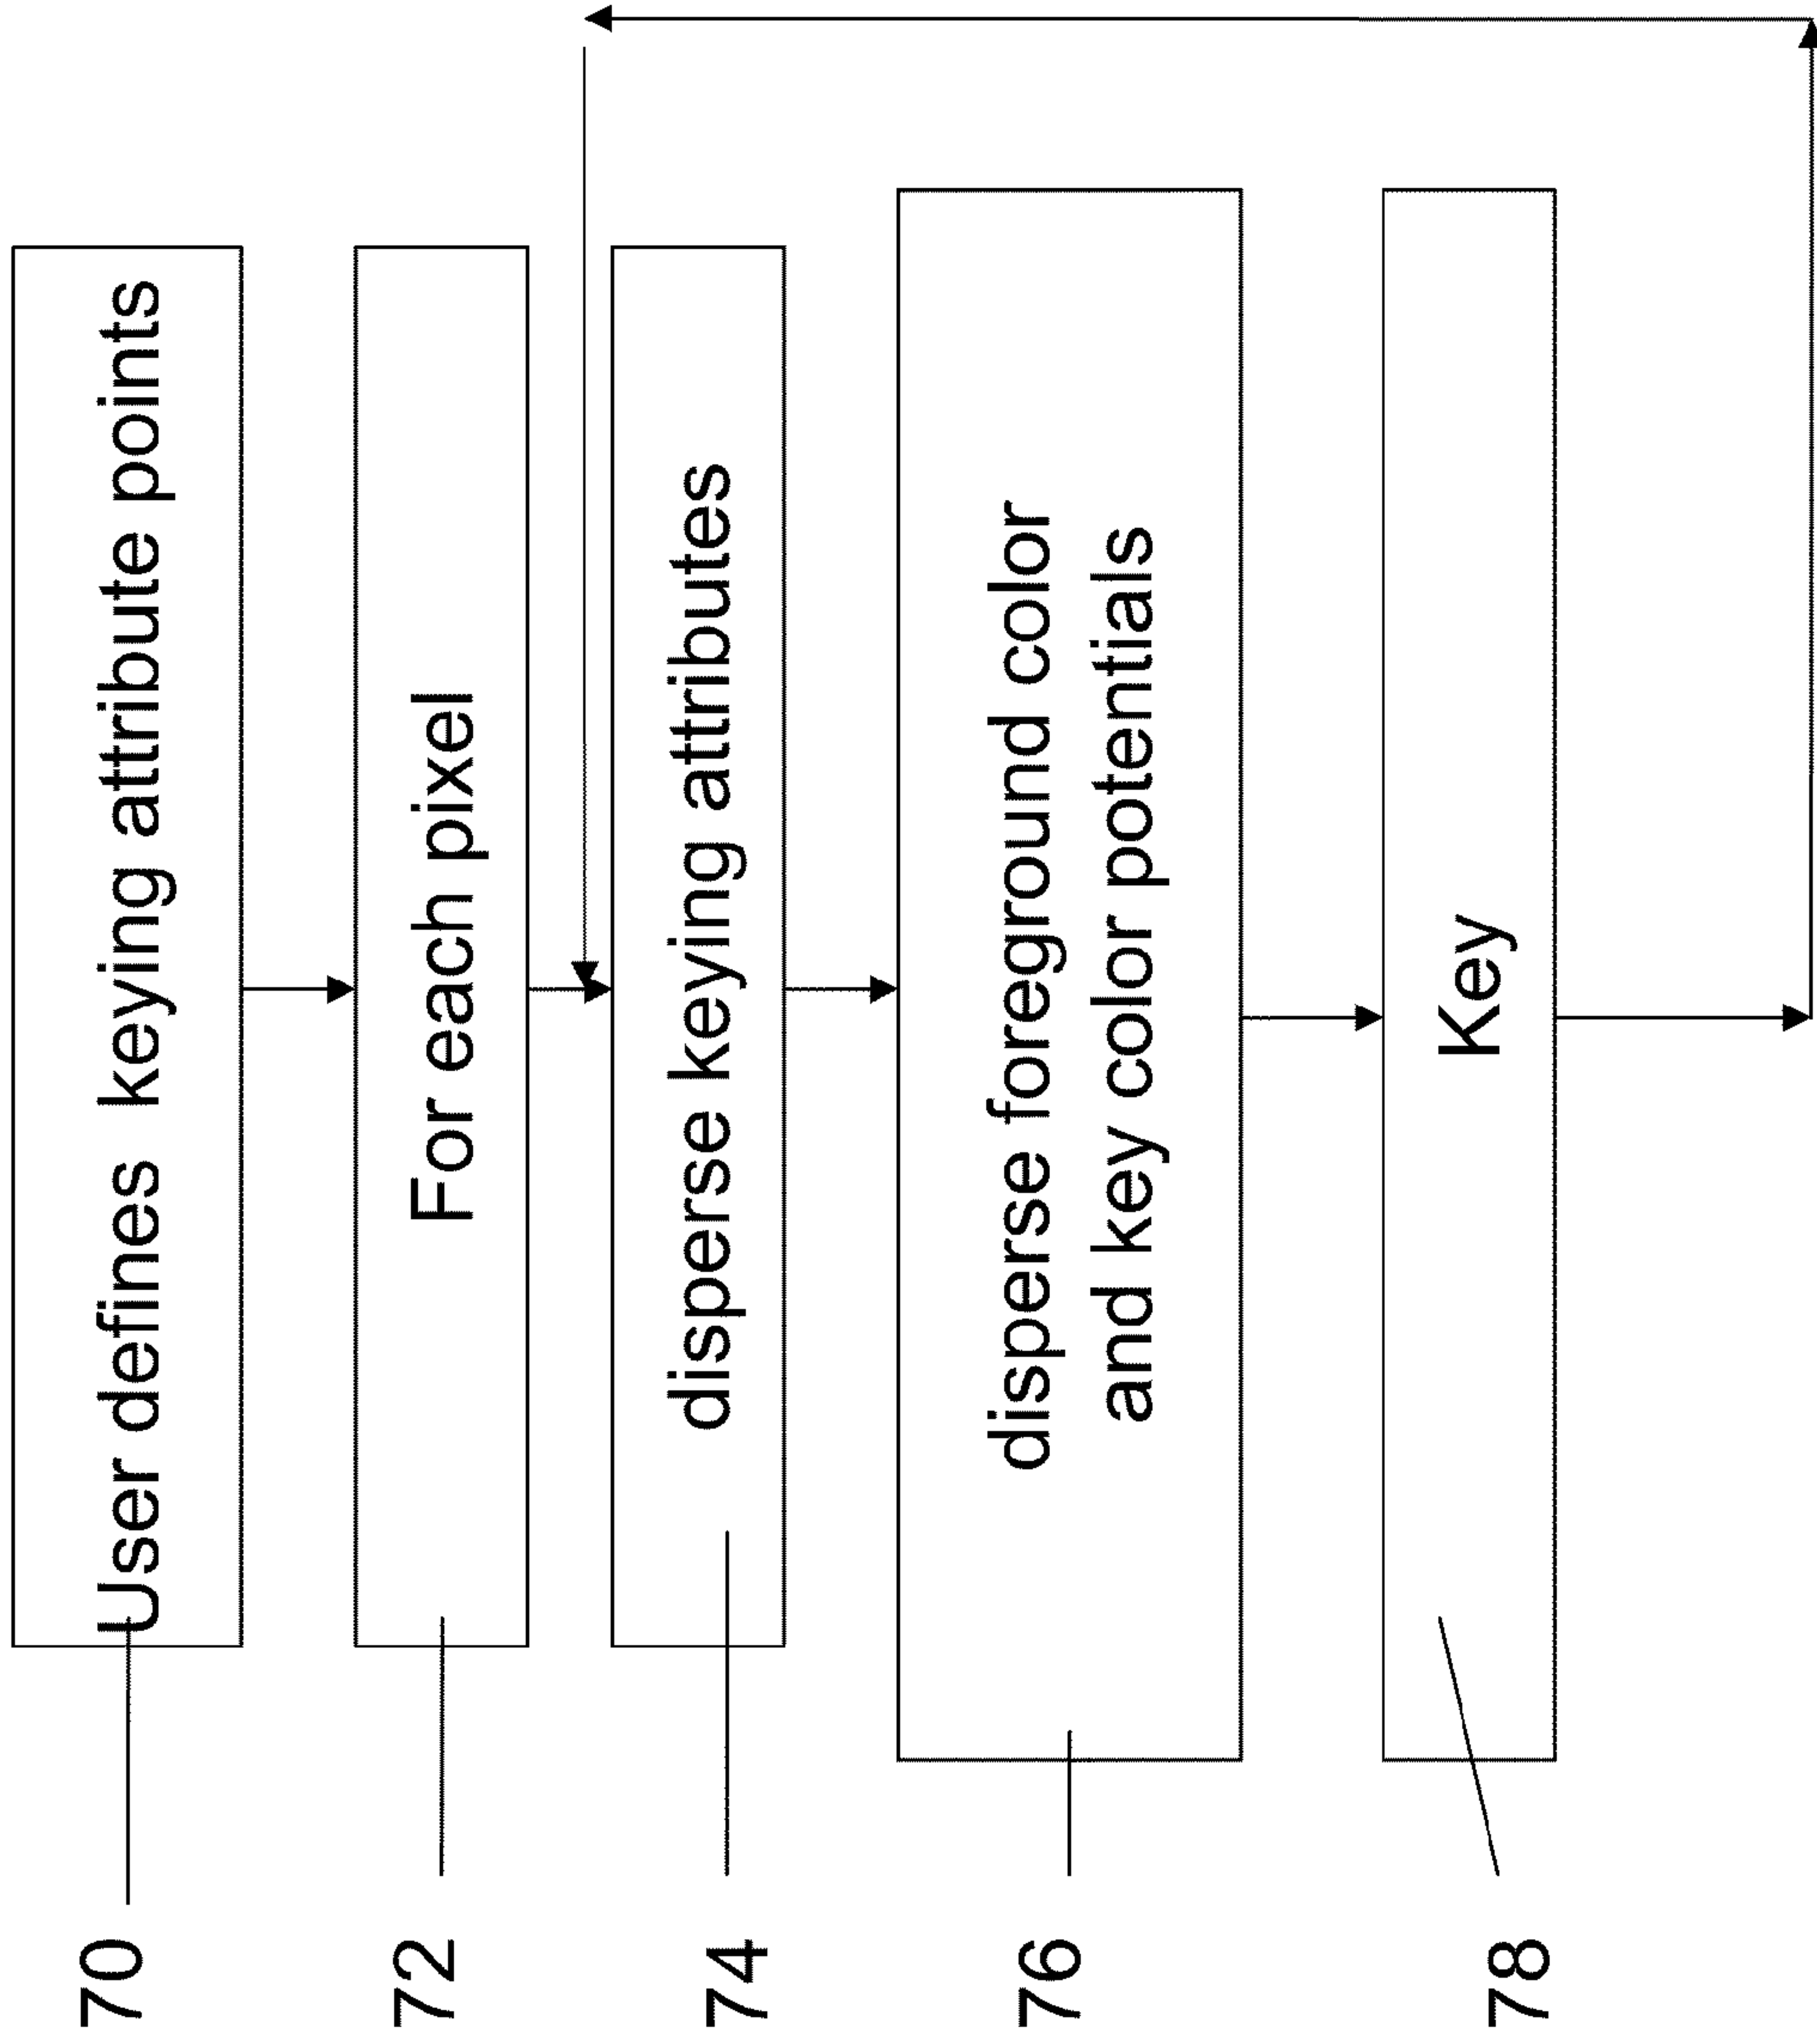 70
User defines keying attribute points
72
For each pixel
74
disperse keying attributes
76
disperse foreground color
and key color potentials
78
Key